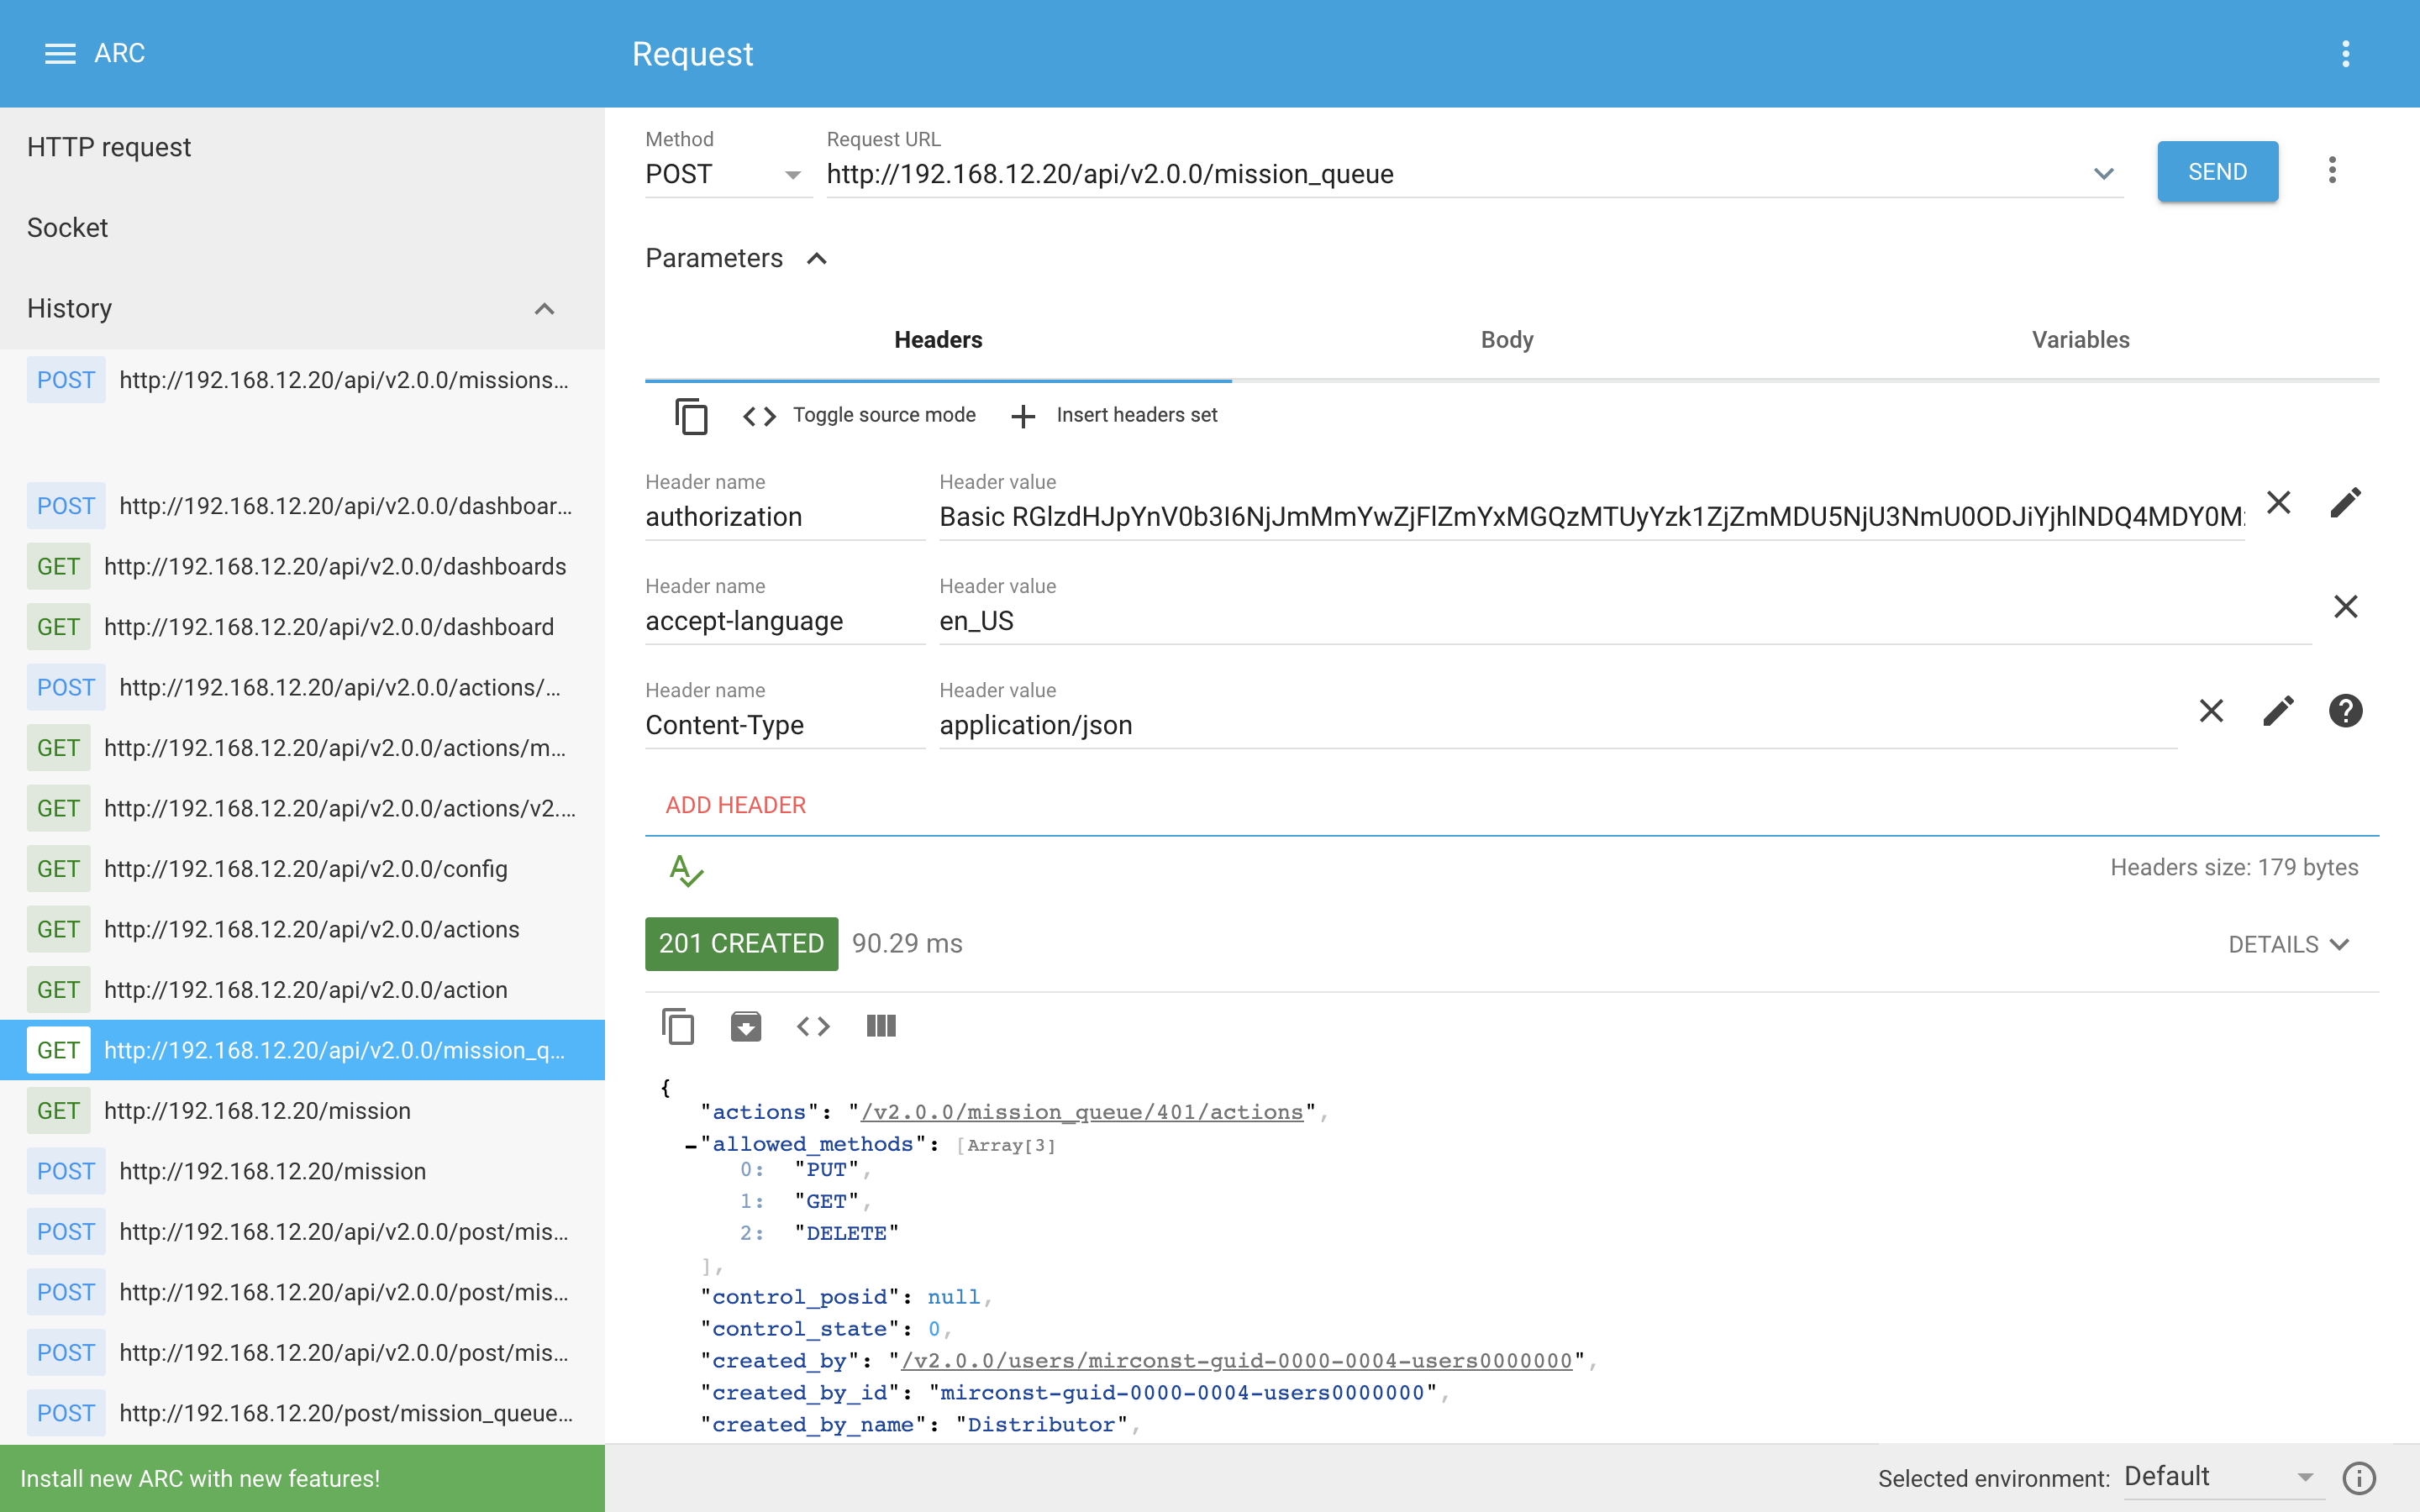 ARC
Request
HTTP request
Socket
History
POST http://192.168.12.20/api/v2.0.0/missions...
POST http://192.168.12.20/api/v2.0.0/dashboar...
GET http://192.168.12.20/api/v2.0.0/dashboards
GET http://192.168.12.20/api/v2.0.0/dashboard
POST http://192.168.12.20/api/v2.0.0/actions/...
GET http://192.168.12.20/api/v2.0.0/actions/m...
GET http://192.168.12.20/api/v2.0.0/actions/v2....
GET http://192.168.12.20/api/v2.0.0/config
GET http://192.168.12.20/api/v2.0.0/actions
GET http://192.168.12.20/api/v2.0.0/action
GET http://192.168.12.20/api/v2.0.0/mission_q...
GET http://192.168.12.20/mission
POST http://192.168.12.20/mission
POST http://192.168.12.20/api/v2.0.0/post/mis...
POST http://192.168.12.20/api/v2.0.0/post/mis...
POST http://192.168.12.20/api/v2.0.0/post/mis...
POST http://192.168.12.20/post/mission_queue...
Install new ARC with new features!
Method Request URL
POST http://192.168.12.20/api/v2.0.0/mission_queue
SEND
Parameters
Headers Body Variables
Toggle source mode Insert headers set
Header name Header value
authorization Basic RGlzdHJpYnV0b3I6NjJmMmYwZjFlZmYxMGQzMTUyYzk1ZjZmMDU5NjU3NmU0ODJiYjhlNDQ4MDY0M
Header name Header value
accept-language en_US
Header name Header value
Content-Type application/json
ADD HEADER
Headers size: 179 bytes
201 CREATED 90.29 ms
DETAILS
{
"actions": "/v2.0.0/mission_queue/401/actions",
-"allowed_methods": [Array[3]
0: "PUT",
1: "GET",
2: "DELETE"
],
"control_posid": null,
"control_state": 0,
"created_by": "/v2.0.0/users/mirconst-guid-0000-0004-users0000000",
"created_by_id": "mirconst-guid-0000-0004-users0000000",
"created_by_name": "Distributor",
Selected environment: Default